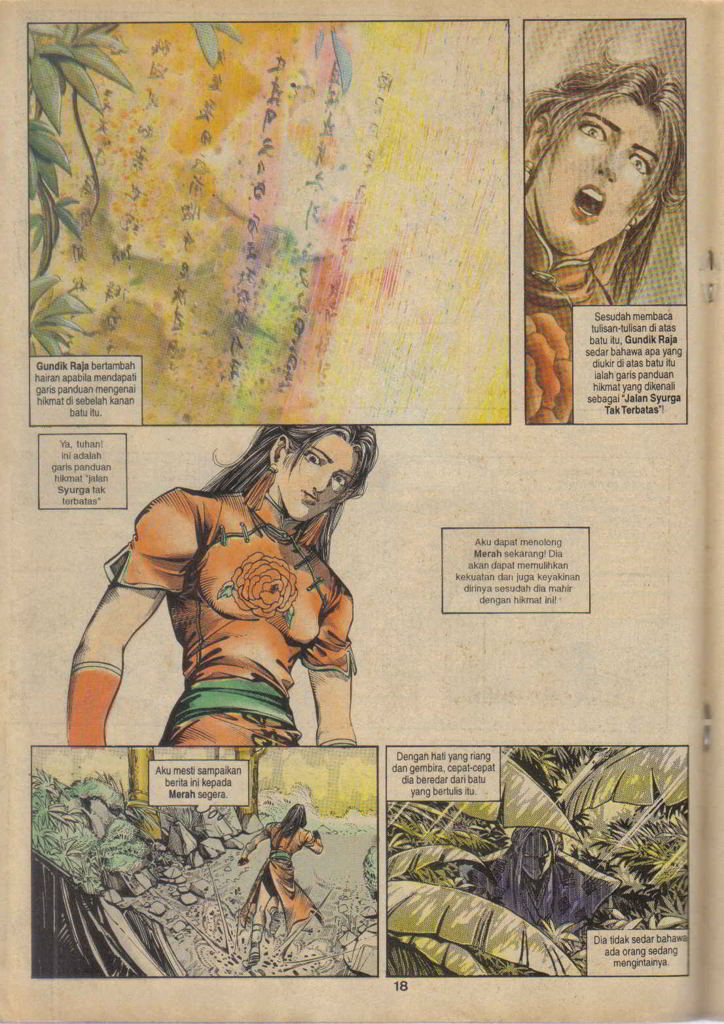 Gundik Raja bertambah
hairan apabila mendapati
garis panduan mengenai
hikmat di sebelah kanan
batu itu.
Sesudah membaca
tulisan-tulisan di atas
batu itu, Gundik Raja
sedar bahawa apa yang
diukir di atas batu itu
ialah garis panduan
hikmat yang dikenali
sebagai "Jalan Syurga
Tak Terbatas"!
Ya, tuhan!
ini adalah
garis panduan
hikmat "jalan
Syurga tak
terbatas"
Aku dapat menolong
Merah sekarang! Dia
akan dapat memulihkan
kekuatan dan juga keyakinan
dirinya sesudah dia mahir
dengan hikmat ini!
Aku mesti sampaikan
berita ini kepada
Merah segera.
Dengan hati yang riang
dan gembira, cepat-cepat
dia beredar dari batu
yang bertulis itu.
Dia tidak sedar bahawa
ada orang sedang
mengintainya.
18